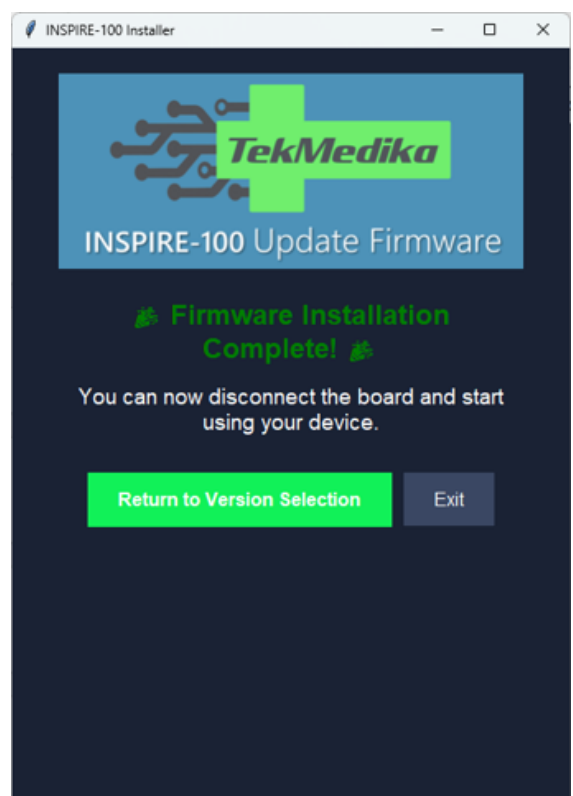 INSPIRE-100 Installer
TekMedika
INSPIRE-100 Update Firmware
🎉 Firmware Installation
Complete! 🎉
You can now disconnect the board and start
using your device.
Return to Version Selection
Exit